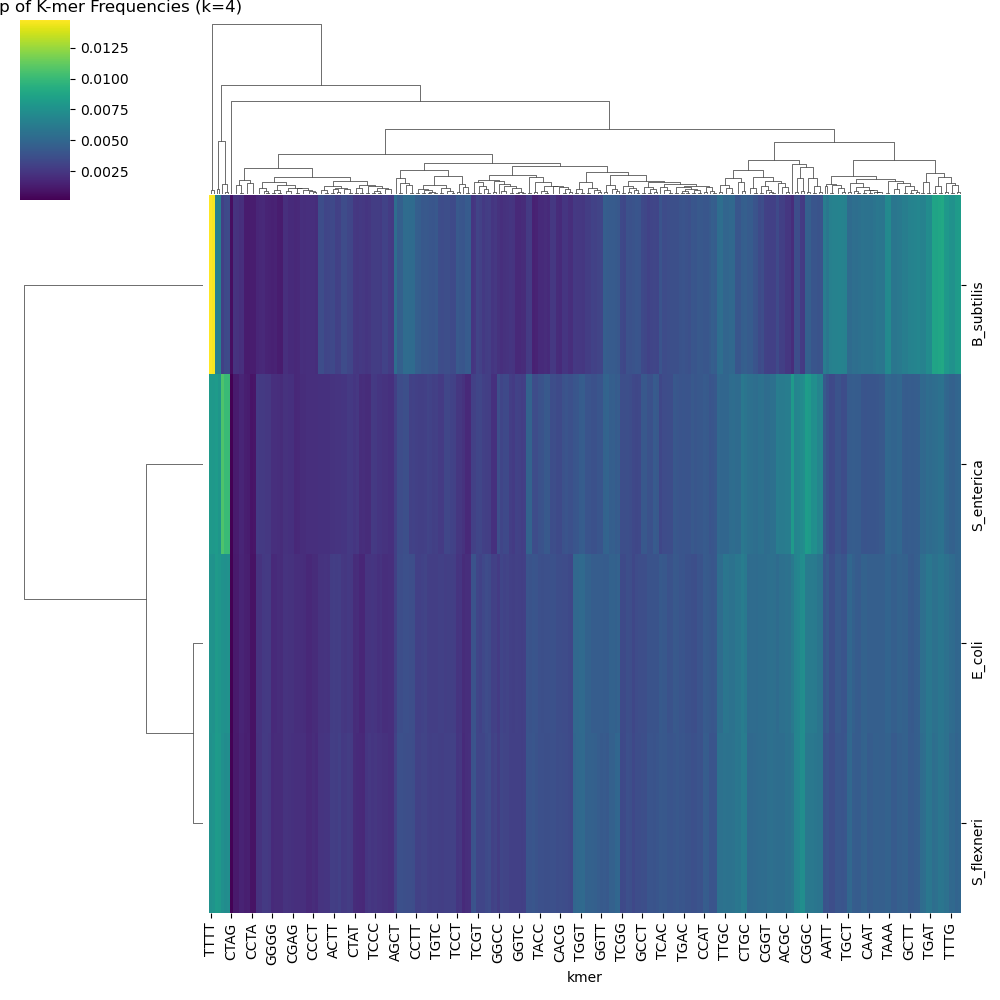 p of K-mer Frequencies (k=4)
0.0125
0.0100
0.0075
0.0050
0.0025
B_subtilis
S_enterica
E_coli
S_flexneri
TTTT
CTAG
CCTA
GGGG
CGAG
CCCT
ACTT
CTAT
TCCC
AGCT
CCTT
TGTC
TCCT
TCGT
GGCC
GGTC
TACC
CACG
TGGT
GGTT
TCGG
GCCT
TCAC
TGAC
CCAT
TTGC
CTGC
CGGT
ACGC
CGGC
AATT
TGCT
CAAT
TAAA
GCTT
TGAT
TTTG
kmer